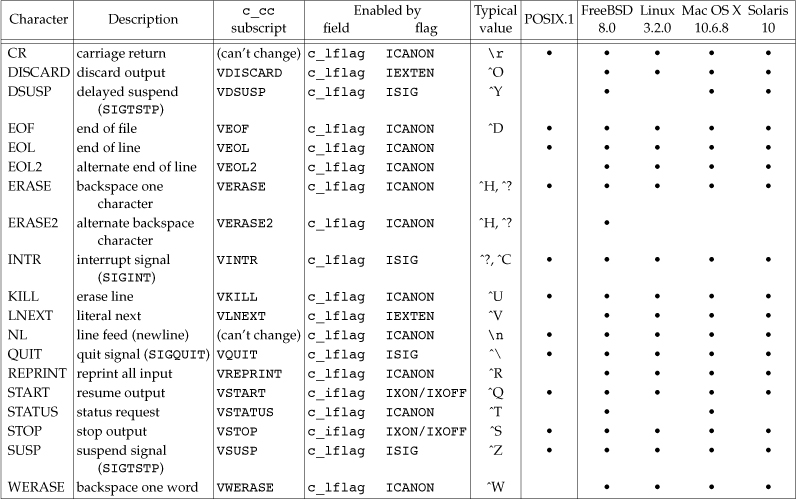 Character Description c_cc subscript Enabled by Typical value POSIX.1 FreeBSD 8.0 Linux 3.2.0 Mac OS X 10.6.8 Solaris 10
field flag
CR carriage return (can't change) c_lflag ICANON \r • • • • •
DISCARD discard output VDISCARD c_lflag IEXTEN ^O • • • •
DSUSP delayed suspend VDSUSP c_lflag ISIG ^Y • • •
(SIGTSTP)
EOF end of file VEOF c_lflag ICANON ^D • • • • •
EOL end of line VEOL c_lflag ICANON • • • • •
EOL2 alternate end of line VEOL2 c_lflag ICANON • • • •
ERASE backspace one VERASE c_lflag ICANON ^H, ^? • • • • •
character
ERASE2 alternate backspace VERASE2 c_lflag ICANON ^H, ^? •
character
INTR interrupt signal VINTR c_lflag ISIG ^?, ^C • • • • •
(SIGINT)
KILL erase line VKILL c_lflag ICANON ^U • • • • •
LNEXT literal next VLNEXT c_lflag IEXTEN ^V • • • •
NL line feed (newline) (can't change) c_lflag ICANON \n • • • • •
QUIT quit signal (SIGQUIT) VQUIT c_lflag ISIG ^\ • • • • •
REPRINT reprint all input VREPRINT c_lflag ICANON ^R • • • •
START resume output VSTART c_iflag IXON/IXOFF ^Q • • • • •
STATUS status request VSTATUS c_lflag ICANON ^T • •
STOP stop output VSTOP c_iflag IXON/IXOFF ^S • • • • •
SUSP suspend signal VSUSP c_lflag ISIG ^Z • • • • •
(SIGTSTP)
WERASE backspace one word VWERASE c_lflag ICANON ^W • • • •